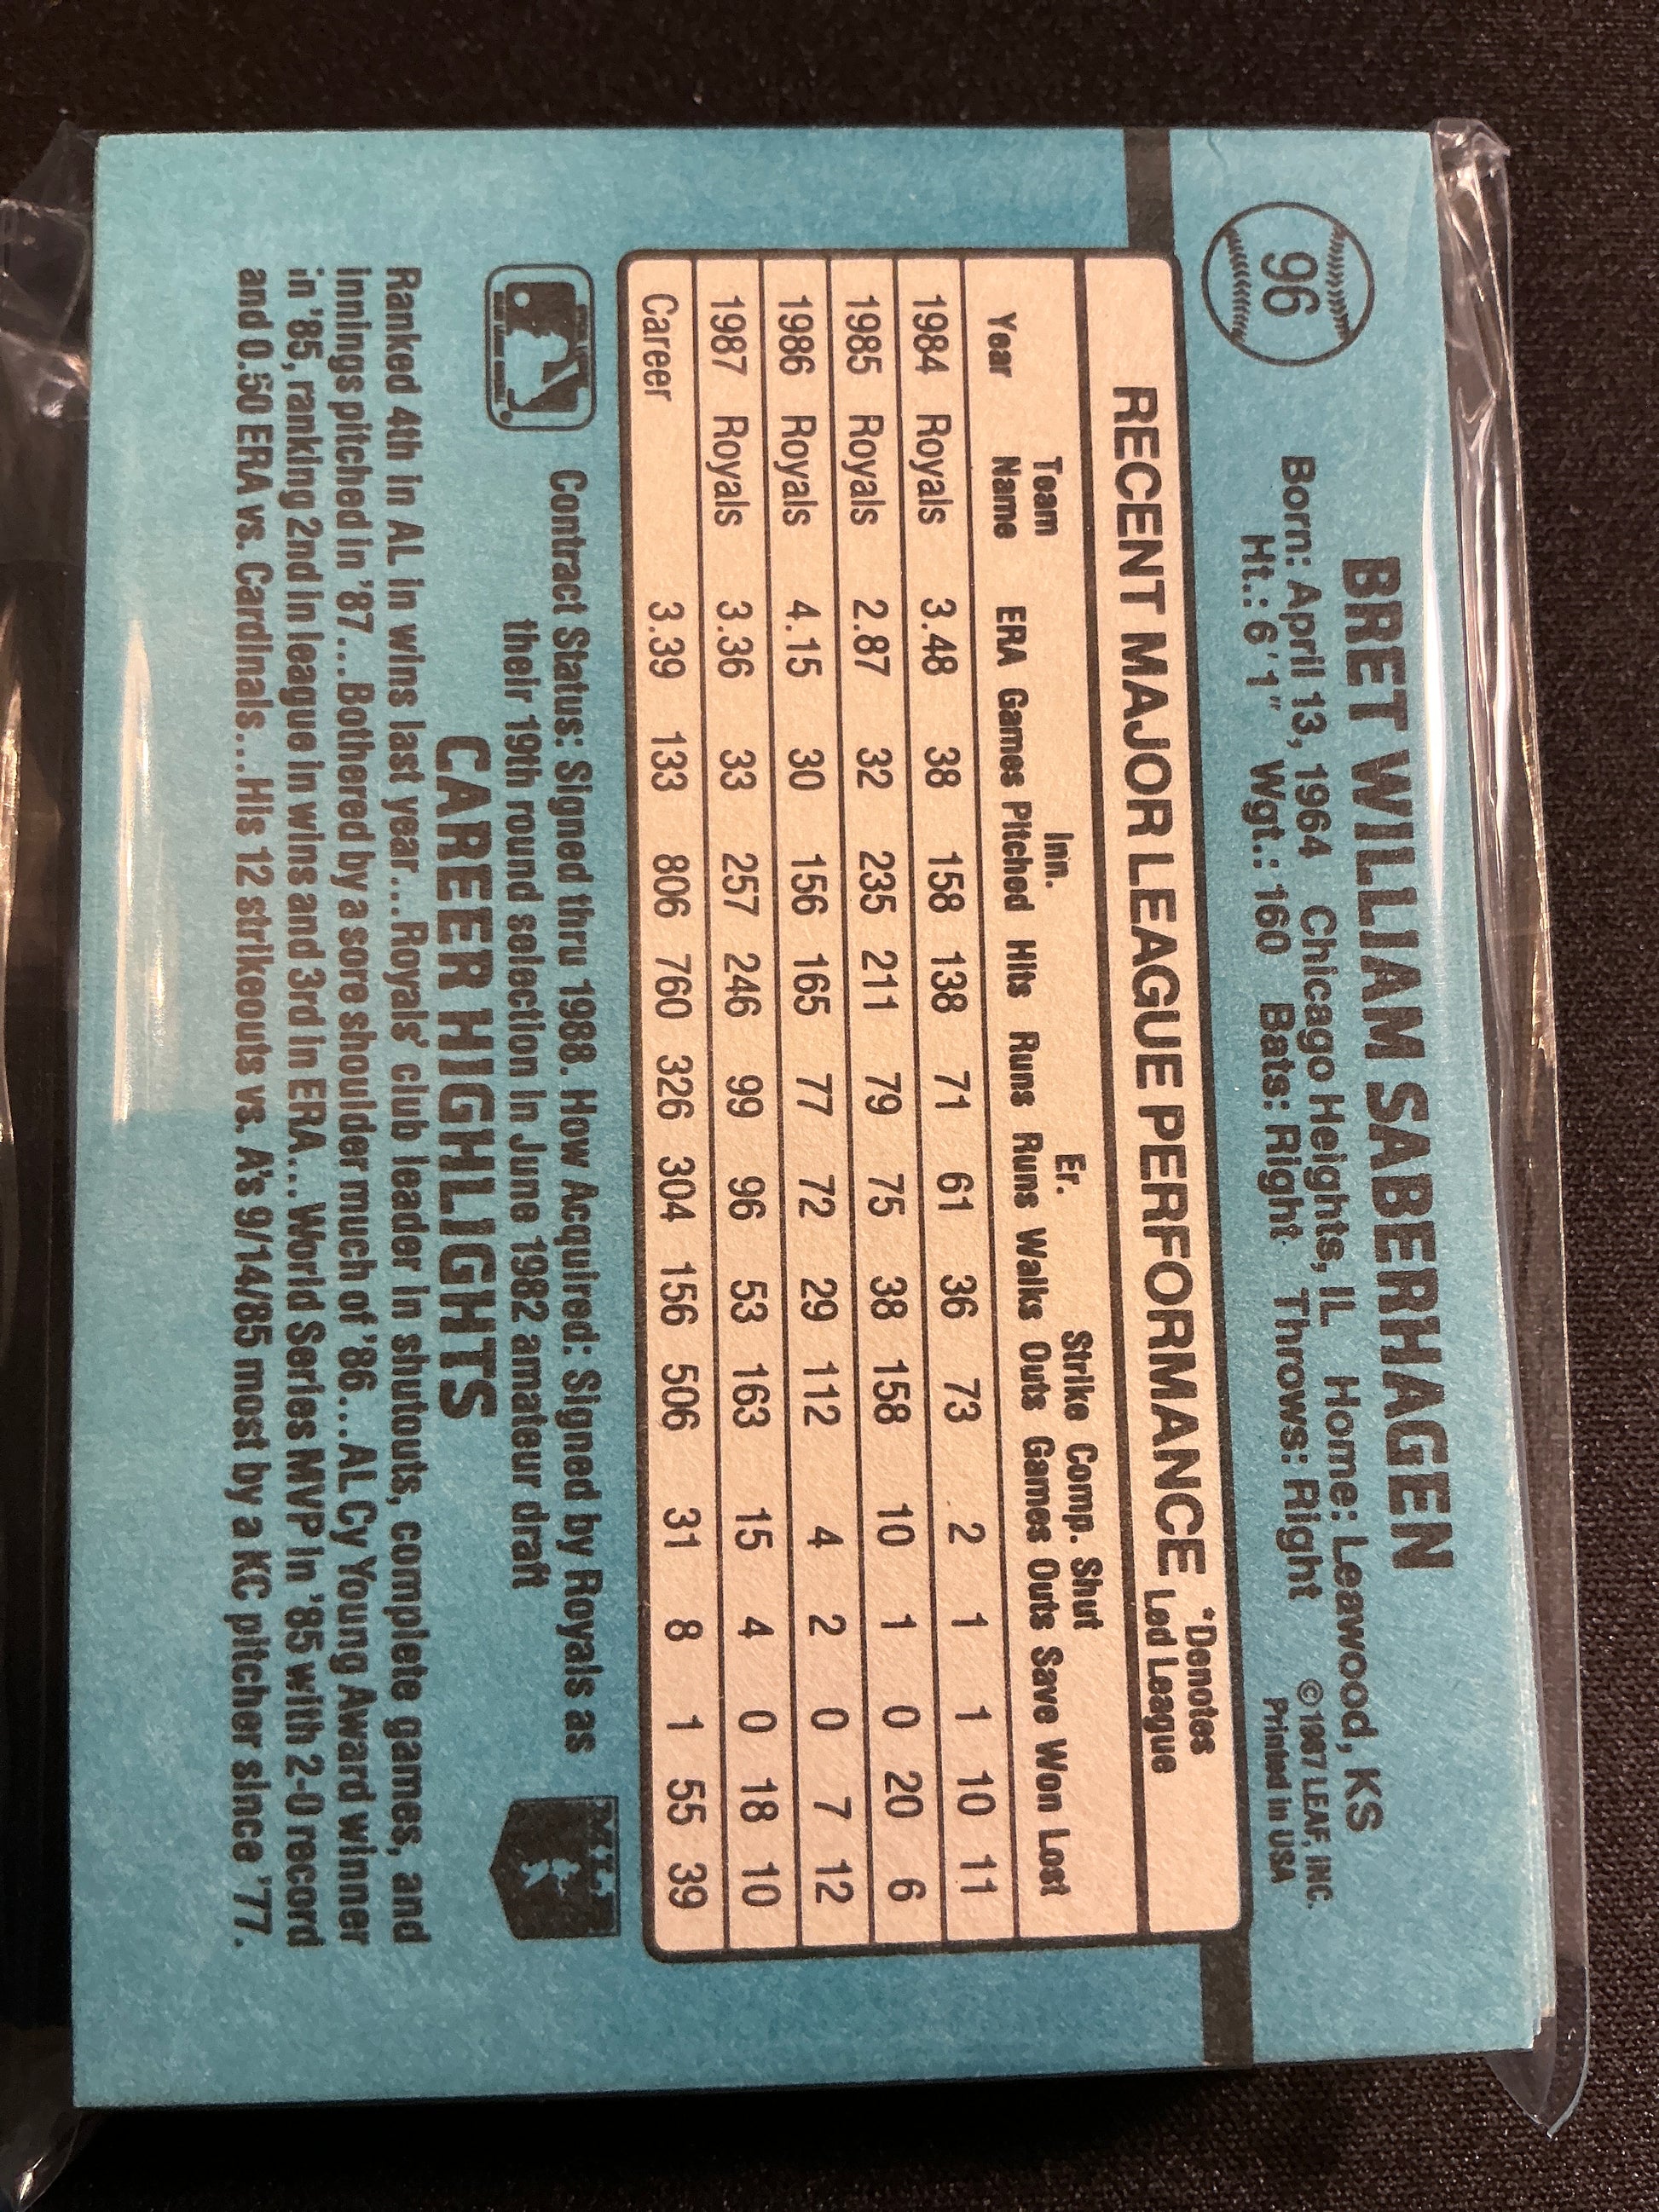 96
BRET WILLIAM SABERHAGEN
Born: April 13, 1964 Chicago Heights, IL Home: Leawood, KS
Ht.: 6'1" Wgt.: 160 Bats: Right Throws: Right
©1987 LEAF, INC.
Printed in USA
RECENT MAJOR LEAGUE PERFORMANCE *Denotes Led League
Team Inn. Er. Strike Comp. Shut
Year Name ERA Games Pitched Hits Runs Runs Walks Outs Games Outs Save Won Lost
1984 Royals 3.48 38 158 138 71 61 36 73 2 1 1 10 11
1985 Royals 2.87 32 235 211 79 75 38 158 10 1 0 20 6
1986 Royals 4.15 30 156 165 77 72 29 112 4 2 0 7 12
1987 Royals 3.36 33 257 246 99 96 53 163 15 4 0 18 10
Career 3.39 133 806 760 326 304 156 506 31 8 1 55 39
Contract Status: Signed thru 1988. How Acquired: Signed by Royals as
their 19th round selection in June 1982 amateur draft
CAREER HIGHLIGHTS
Ranked 4th in AL in wins last year...Royals' club leader in shutouts, complete games, and
innings pitched in '87...Bothered by a sore shoulder much of '86...AL Cy Young Award winner
in '85, ranking 2nd in league in wins and 3rd in ERA...World Series MVP in '85 with 2-0 record
and 0.50 ERA vs. Cardinals...His 12 strikeouts vs. A's 9/14/85 most by a KC pitcher since '77.